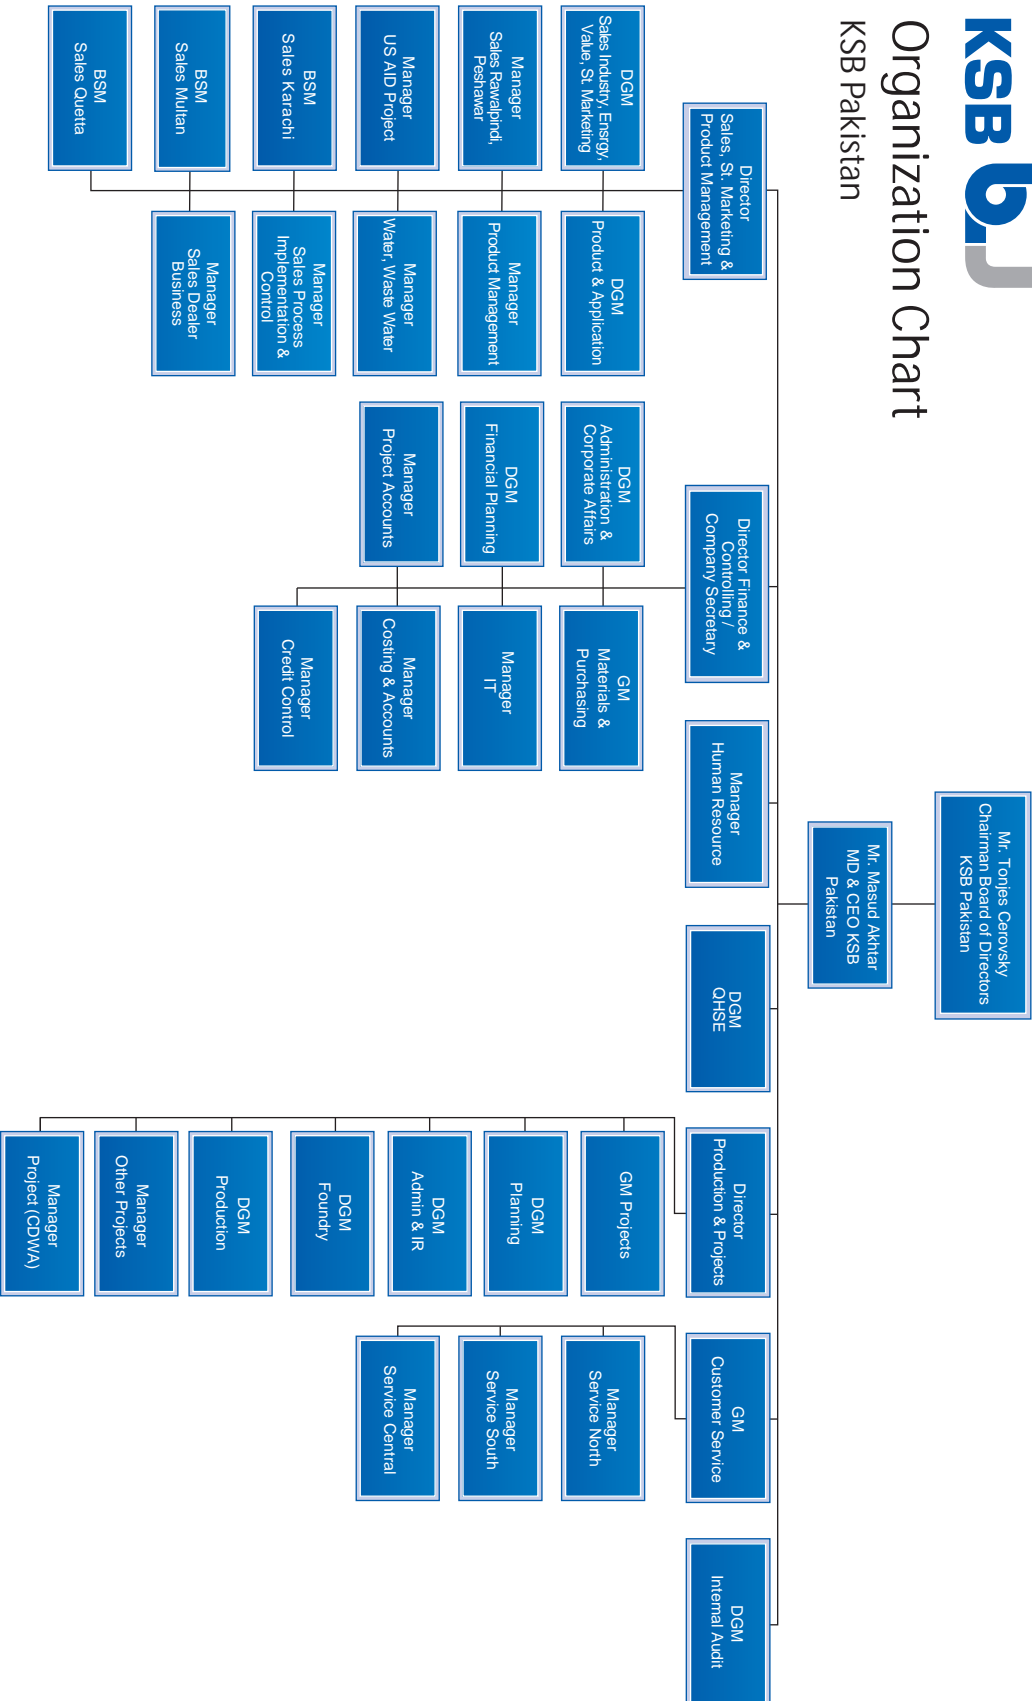 KSB
Organization Chart
KSB Pakistan
Mr. Tonjes Cerovsky
Chairman Board of Directors
KSB Pakistan
Mr. Masud Akhtar
MD & CEO KSB
Pakistan
Director
Sales, St. Marketing &
Product Management
Director Finance &
Controlling /
Company Secretary
Manager
Human Resource
DGM
QHSE
Director
Production & Projects
GM
Customer Service
DGM
Internal Audit
DGM
Sales Industry, Ensrgy,
Value, St. Marketing
DGM
Product & Application
Manager
Sales Rawalpindi,
Peshawar
Manager
Product Management
Manager
US AID Project
Manager
Water, Waste Water
BSM
Sales Karachi
Manager
Sales Process
Implementation &
Control
BSM
Sales Multan
Manager
Sales Dealer
Business
BSM
Sales Quetta
DGM
Administration &
Corporate Affairs
GM
Materials &
Purchasing
DGM
Financial Planning
Manager
IT
Manager
Project Accounts
Manager
Costing & Accounts
Manager
Credit Control
GM Projects
DGM
Planning
DGM
Admin & IR
DGM
Foundry
DGM
Production
Manager
Other Projects
Manager
Project (CDWA)
Manager
Service North
Manager
Service South
Manager
Service Central